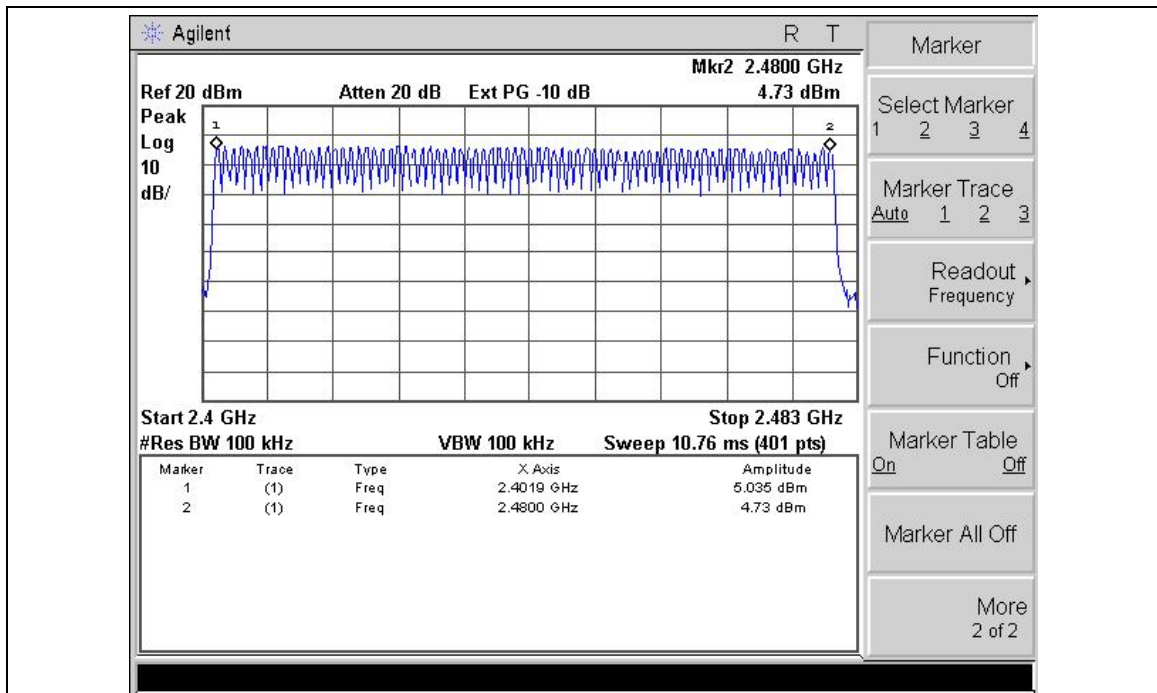 Agilent R T
Mkr2 2.4800 GHz
Ref 20 dBm Atten 20 dB Ext PG -10 dB 4.73 dBm
Peak
Log
10
dB/
1 2
Start 2.4 GHz Stop 2.483 GHz
#Res BW 100 kHz VBW 100 kHz Sweep 10.76 ms (401 pts)
Marker Trace Type X Axis Amplitude
1 (1) Freq 2.4019 GHz 5.035 dBm
2 (1) Freq 2.4800 GHz 4.73 dBm
Marker
Select Marker
1 2 3 4
Marker Trace
Auto 1 2 3
Readout
Frequency
Function
Off
Marker Table
On Off
Marker All Off
More
2 of 2